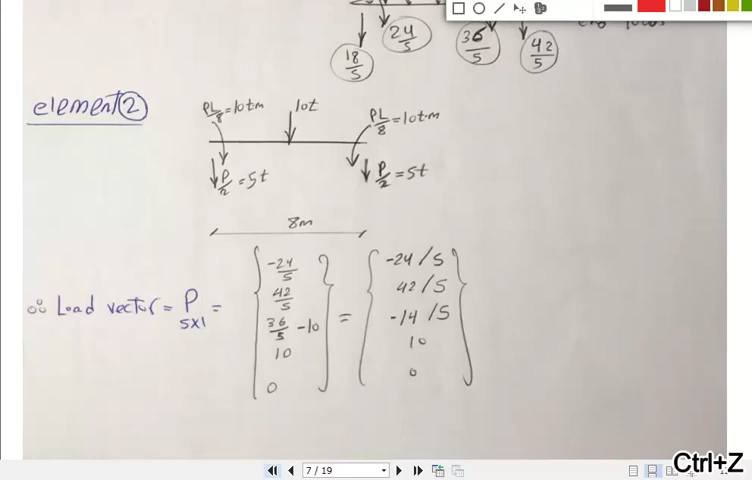 24/5
36/5
18/5
42/5
element ②
PL/8 = 10t.m
10t
PL/8 = 10t.m
P/2 = 5t
P/2 = 5t
8m
∴ Load vector = P 5x1 = { -24/5 42/5 36/5 -10 10 0 } = { -24/5 42/5 -14/5 10 0 }
7 / 19
Ctrl+Z